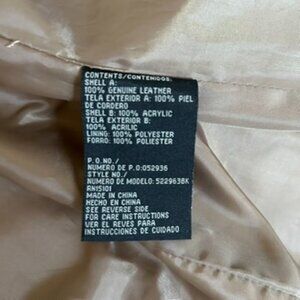 CONTENTS/CONTENIDOS:
SHELL A:
100% GENUINE LEATHER
TELA EXTERIOR A: 100% PIEL
DE CORDERO
SHELL B: 100% ACRYLIC
TELA EXTERIOR B:
100% ACRILIC
LINING: 100% POLYESTER
FORRO: 100% POLIESTER
P.O. NO./
NUMERO DE P.O:052936
STYLE NO./
NUMERO DE MODELO: 522963BK
RN15101
MADE IN CHINA
HECHO EN CHINA
SEE REVERSE SIDE
FOR CARE INSTRUCTIONS
VER EL REVES PARA
INSTRUCCIONES DE CUIDADO